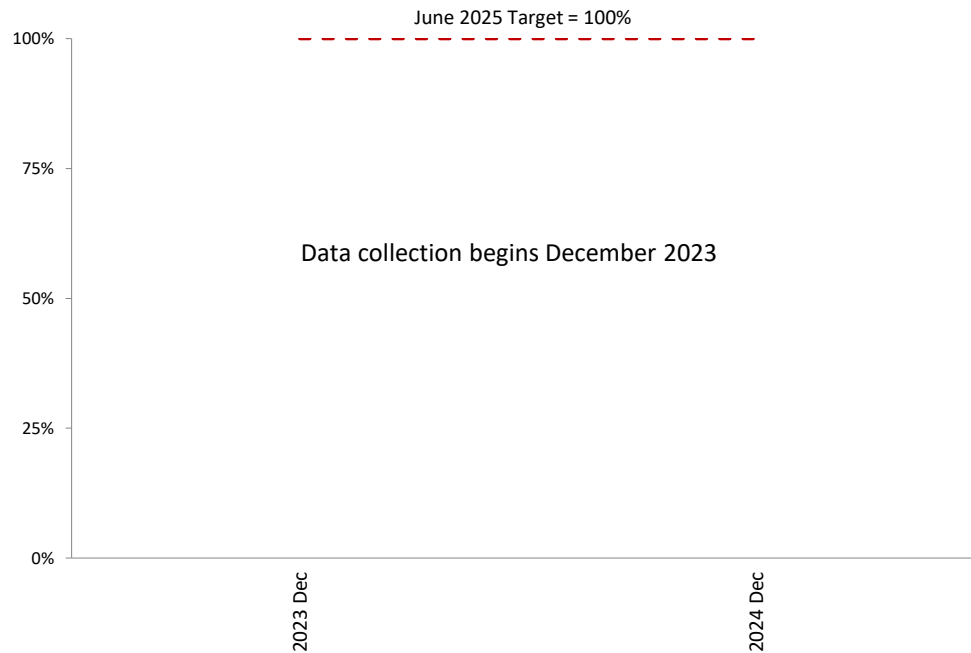 June 2025 Target = 100%
100%
75%
Data collection begins December 2023
50%
25%
0%
2023 Dec
2024 Dec